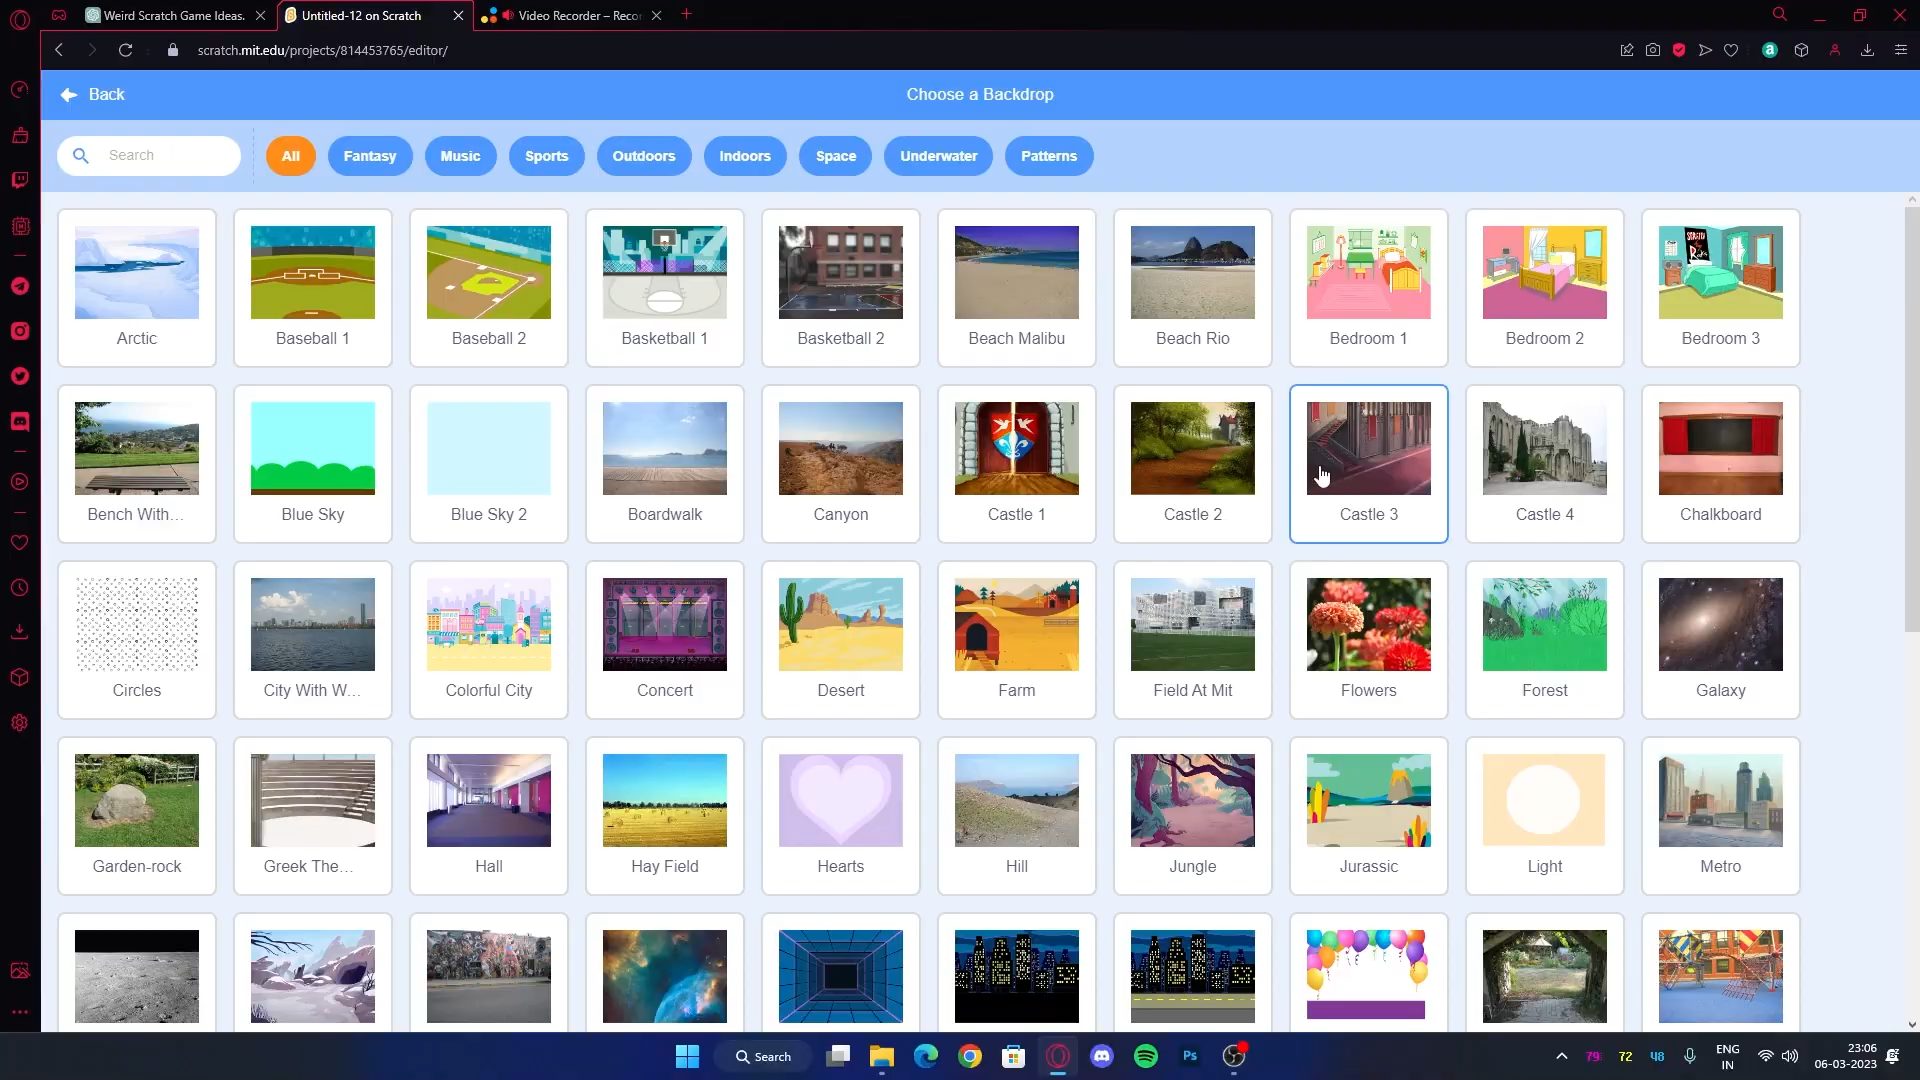 Weird Scratch Game Ideas.
Untitled-12 on Scratch
Video Recorder – Recor
scratch.mit.edu/projects/814453765/editor/
Back
Choose a Backdrop
Search
All
Fantasy
Music
Sports
Outdoors
Indoors
Space
Underwater
Patterns
Arctic
Baseball 1
Baseball 2
Basketball 1
Basketball 2
Beach Malibu
Beach Rio
Bedroom 1
Bedroom 2
Bedroom 3
Bench With...
Blue Sky
Blue Sky 2
Boardwalk
Canyon
Castle 1
Castle 2
Castle 3
Castle 4
Chalkboard
Circles
City With W...
Colorful City
Concert
Desert
Farm
Field At Mit
Flowers
Forest
Galaxy
Garden-rock
Greek The...
Hall
Hay Field
Hearts
Hill
Jungle
Jurassic
Light
Metro
Search
Ps
79
72
48
ENG
IN
23:06
06-03-2023